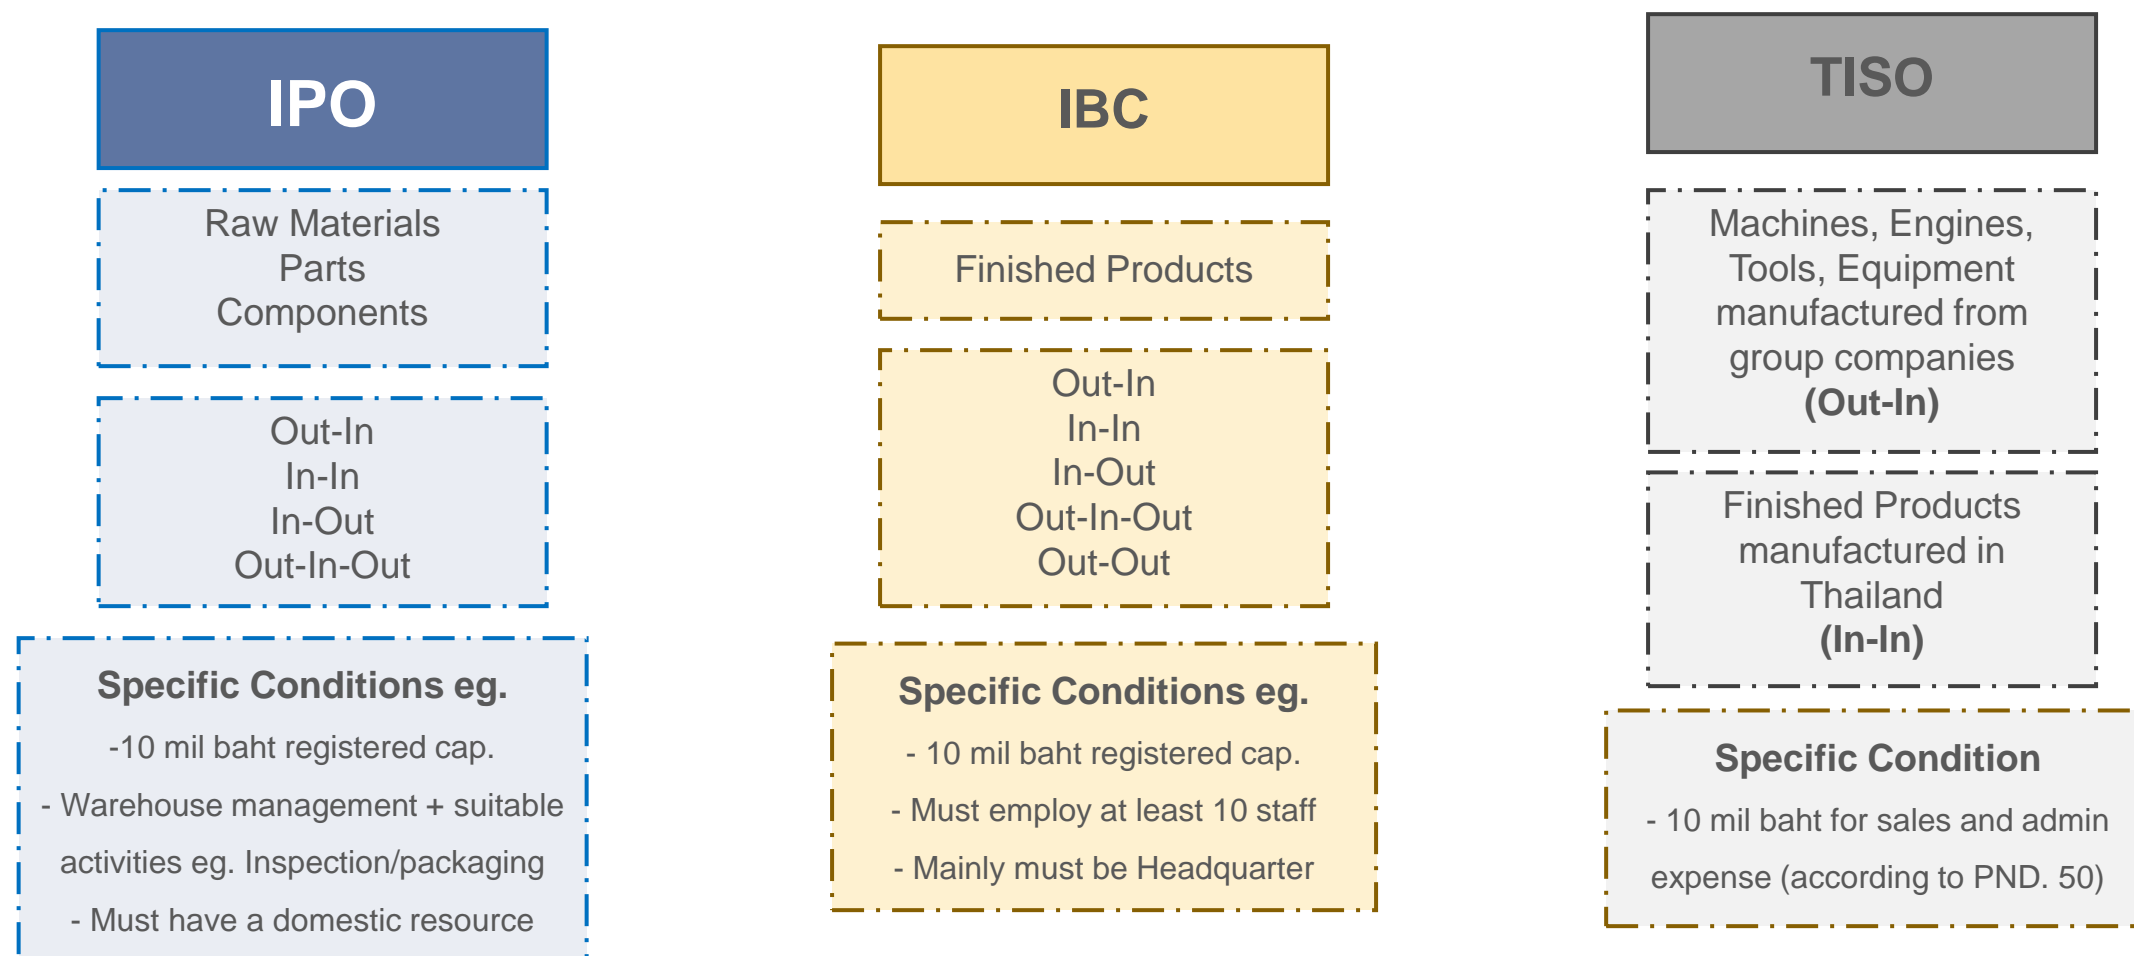 IPO
Raw Materials
Parts
Components
Out-In
In-In
In-Out
Out-In-Out
Specific Conditions eg.
-10 mil baht registered cap.
- Warehouse management + suitable
activities eg. Inspection/packaging
- Must have a domestic resource
IBC
Finished Products
Out-In
In-In
In-Out
Out-In-Out
Out-Out
Specific Conditions eg.
- 10 mil baht registered cap.
- Must employ at least 10 staff
- Mainly must be Headquarter
TISO
Machines, Engines,
Tools, Equipment
manufactured from
group companies
(Out-In)
Finished Products
manufactured in
Thailand
(In-In)
Specific Condition
- 10 mil baht for sales and admin
expense (according to PND. 50)